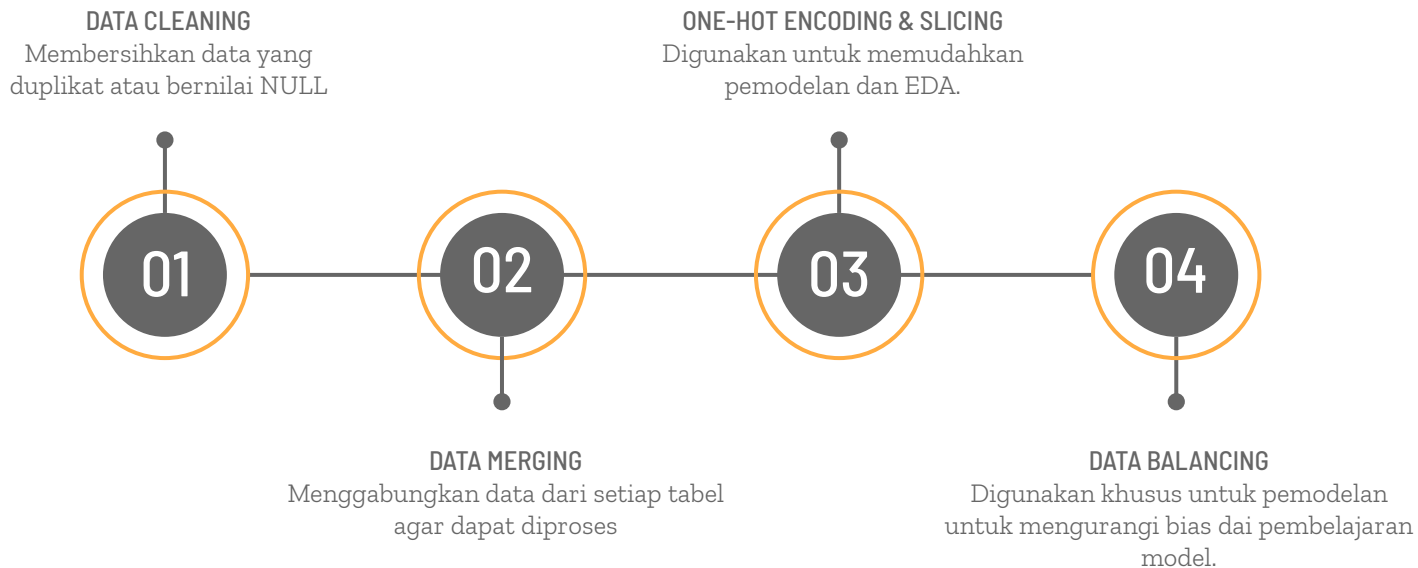 DATA CLEANING
Membersihkan data yang
duplikat atau bernilai NULL
ONE-HOT ENCODING & SLICING
Digunakan untuk memudahkan
pemodelan dan EDA.
01
02
03
04
DATA MERGING
Menggabungkan data dari setiap tabel
agar dapat diproses
DATA BALANCING
Digunakan khusus untuk pemodelan
untuk mengurangi bias dai pembelajaran
model.